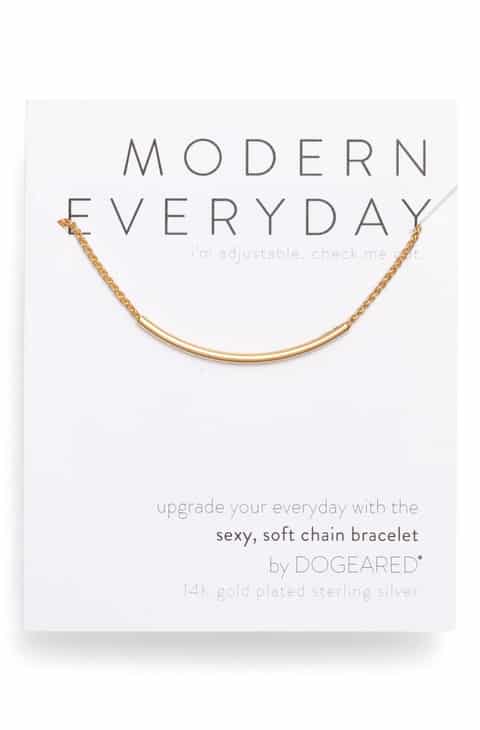 MODERN
EVERYDAY
i'm adjustable. check me out.
upgrade your everyday with the
sexy, soft chain bracelet
by DOGEARED®
14k gold plated sterling silver